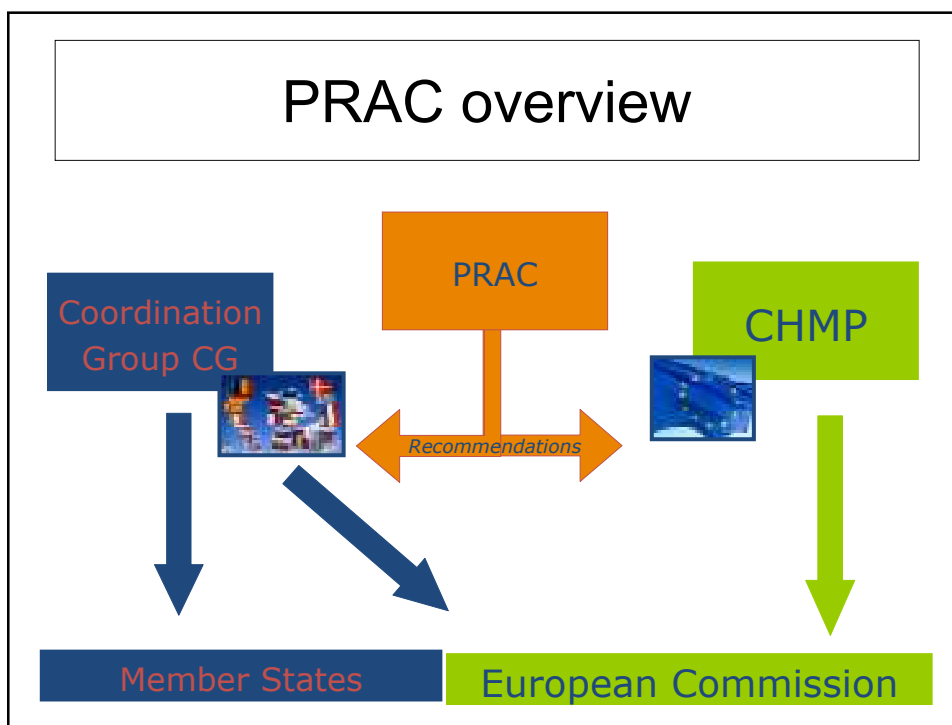 PRAC overview
PRAC
Coordination
Group CG
CHMP
Recommendations
Member States
European Commission